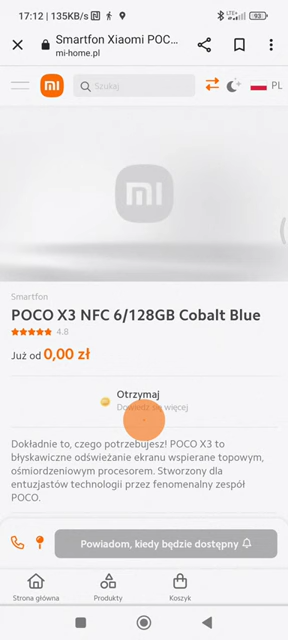 17:12 | 135KB/s
LTE+
93
Smartfon Xiaomi POC...
mi-home.pl
mi
Szukaj
PL
mi
Smartfon
POCO X3 NFC 6/128GB Cobalt Blue
4.8
Już od 0,00 zł
Otrzymaj
Dowiedz się więcej
Dokładnie to, czego potrzebujesz! POCO X3 to
błyskawiczne odświeżanie ekranu wspierane topowym,
ośmiordzeniowym procesorem. Stworzony dla
entuzjastów technologii przez fenomenalny zespół
POCO.
Powiadom, kiedy będzie dostępny
Strona główna
Produkty
Koszyk